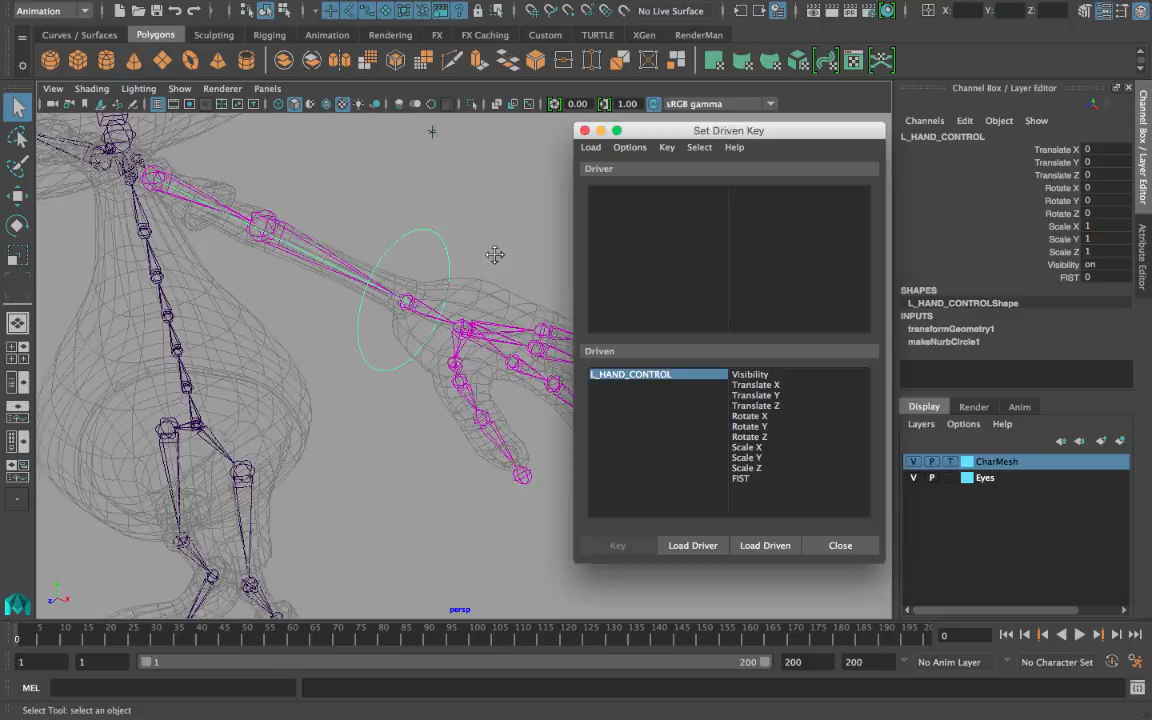 Animation
No Live Surface
X:
Y:
Z:
Curves / Surfaces Polygons Sculpting Rigging Animation Rendering FX FX Caching Custom TURTLE XGen RenderMan
View Shading Lighting Show Renderer Panels
0.00 1.00 sRGB gamma
Channel Box / Layer Editor
Channels Edit Object Show
L_HAND_CONTROL
Translate X 0
Translate Y 0
Translate Z 0
Rotate X 0
Rotate Y 0
Rotate Z 0
Scale X 1
Scale Y 1
Scale Z 1
Visibility on
FIST 0
SHAPES
L_HAND_CONTROLShape
INPUTS
transformGeometry1
makeNurbCircle1
Display Render Anim
Layers Options Help
V P T CharMesh
V P Eyes
Channel Box / Layer Editor
Attribute Editor
Set Driven Key
Load Options Key Select Help
Driver
Driven
L_HAND_CONTROL
Visibility
Translate X
Translate Y
Translate Z
Rotate X
Rotate Y
Rotate Z
Scale X
Scale Y
Scale Z
FIST
Key Load Driver Load Driven Close
Y
Z X
persp
0 5 10 15 20 25 30 35 40 45 50 55 60 65 70 75 80 85 90 95 100 105 110 115 120 125 130 135 140 145 150 155 160 165 170 175 180 185 190 195 20
0
1 1 1 200 200 200 No Anim Layer No Character Set
MEL
Select Tool: select an object